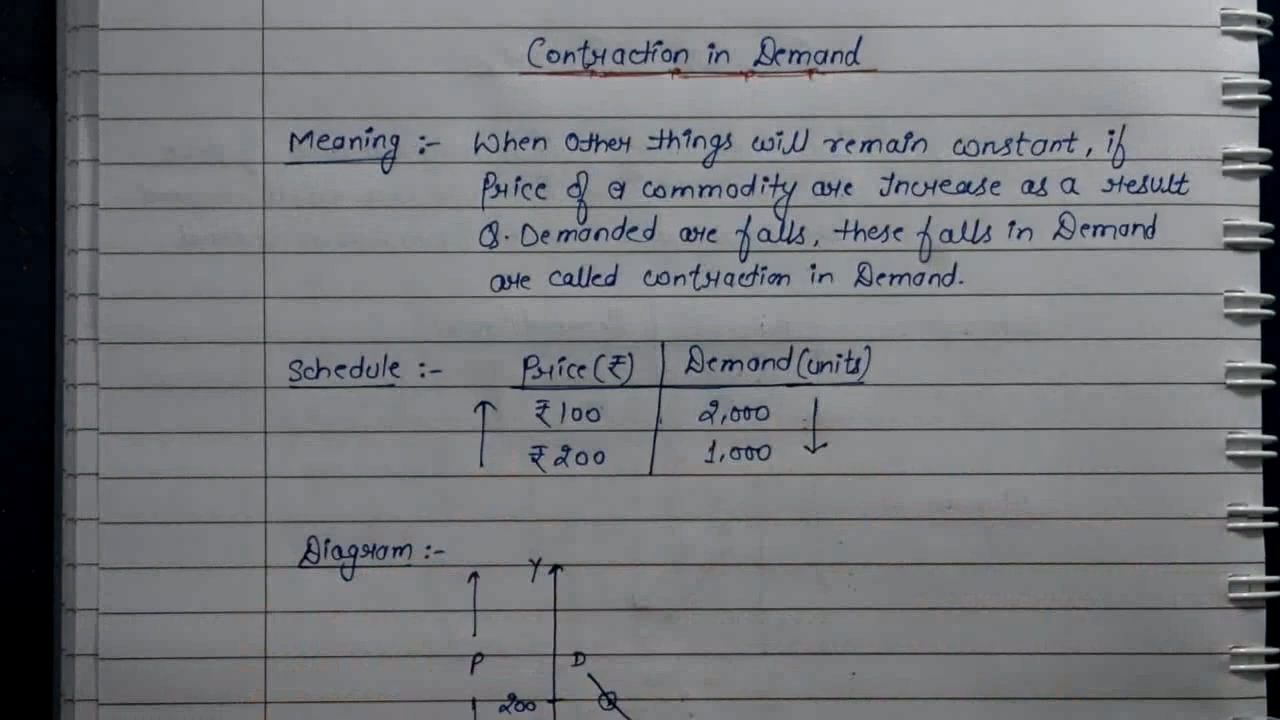 Contraction in Demand
Meaning :- When other things will remain constant, if
Price of a commodity are Increase as a result
Q. Demanded are falls, these falls in Demand
are called contraction in Demand.
Schedule :- Price (₹) Demand (units)
₹100 2,000
₹200 1,000
Diagram :-
Y
P D
200